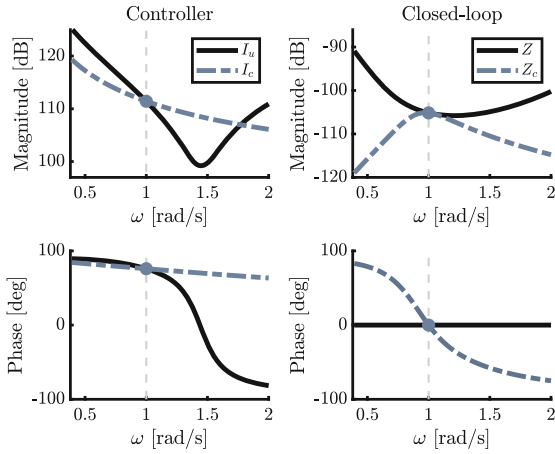 Controller
Closed-loop
Magnitude [dB]
120
110
100
I_u
I_c
0.5 1 1.5 2
ω [rad/s]
Magnitude [dB]
-90
-100
-110
-120
Z
Z_c
0.5 1 1.5 2
ω [rad/s]
Phase [deg]
100
0
-100
0.5 1 1.5 2
ω [rad/s]
Phase [deg]
100
0
-100
0.5 1 1.5 2
ω [rad/s]